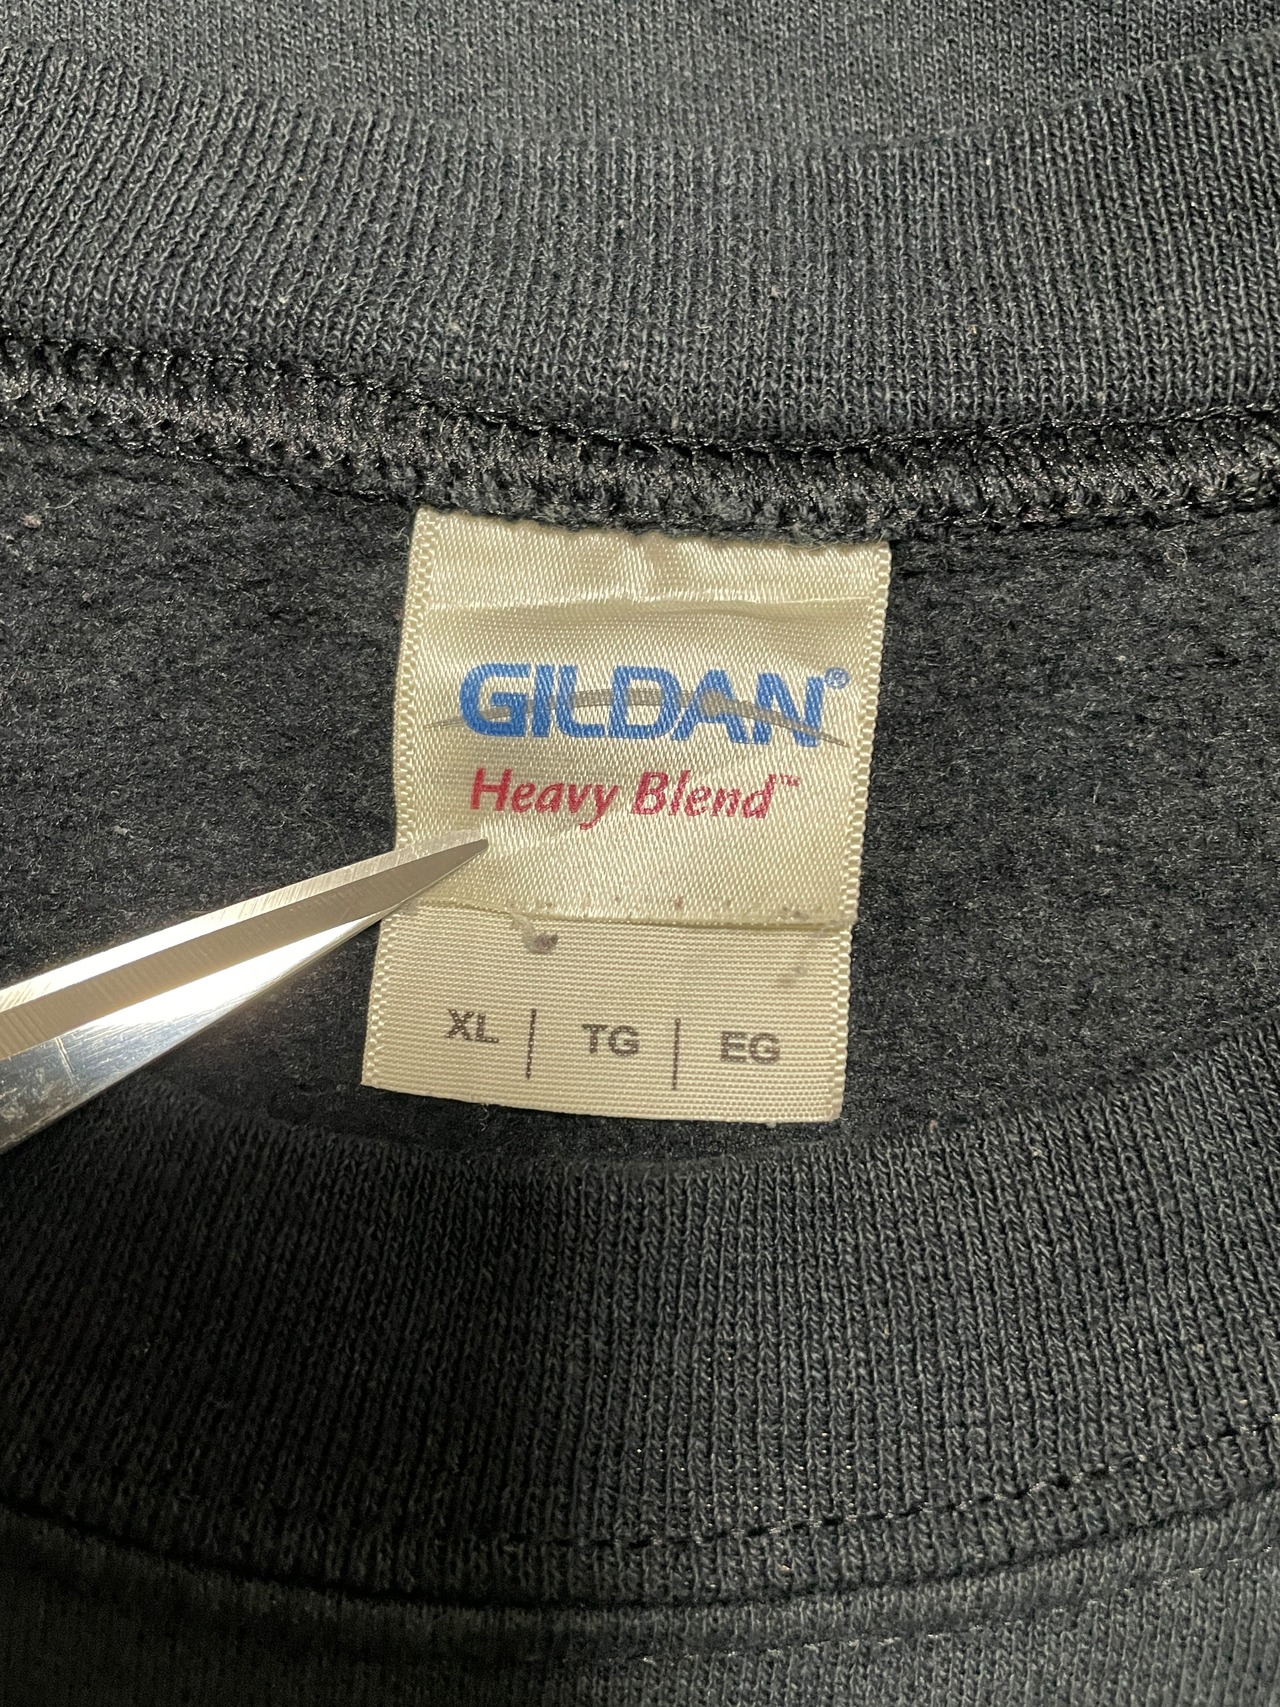 GILDAN®
Heavy Blend™
XL | TG | EG